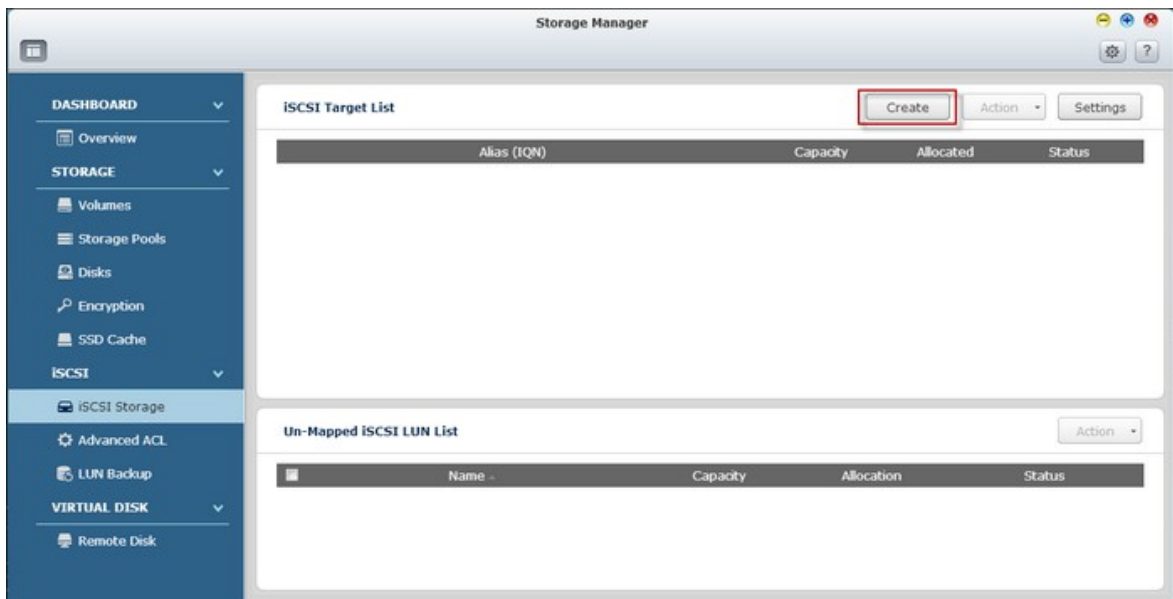 Storage Manager
?
DASHBOARD
Overview
STORAGE
Volumes
Storage Pools
Disks
Encryption
SSD Cache
iSCSI
iSCSI Storage
Advanced ACL
LUN Backup
VIRTUAL DISK
Remote Disk
iSCSI Target List
Create Action Settings
Alias (IQN) Capacity Allocated Status
Un-Mapped iSCSI LUN List
Action
Name Capacity Allocation Status